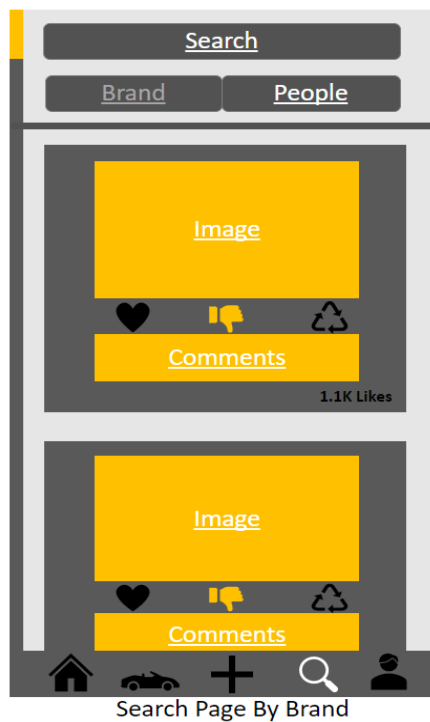 Search
Brand People
Image
Comments
1.1K Likes
Image
Comments
Search Page By Brand